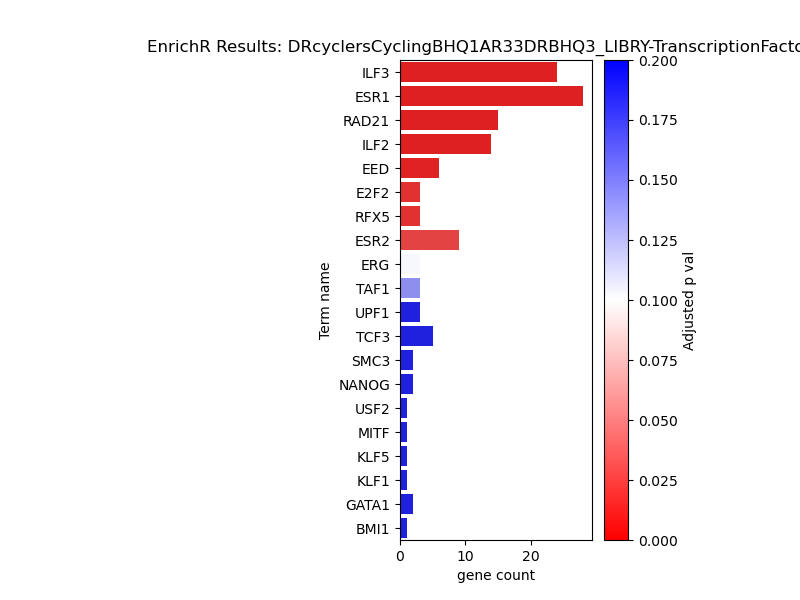 EnrichR Results: DRcyclersCyclingBHQ1AR33DRBHQ3_LIBRY-TranscriptionFacto
ILF3
ESR1
RAD21
ILF2
EED
E2F2
RFX5
ESR2
ERG
TAF1
UPF1
TCF3
SMC3
NANOG
USF2
MITF
KLF5
KLF1
GATA1
BMI1
Term name
0 10 20
gene count
0.200
0.175
0.150
0.125
0.100
0.075
0.050
0.025
0.000
Adjusted p val